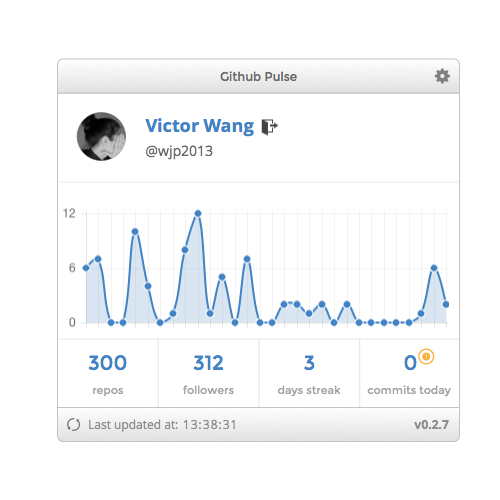 Github Pulse
Victor Wang
@wjp2013
12
6
0
300 312 3 0
repos followers days streak commits today
Last updated at: 13:38:31 v0.2.7